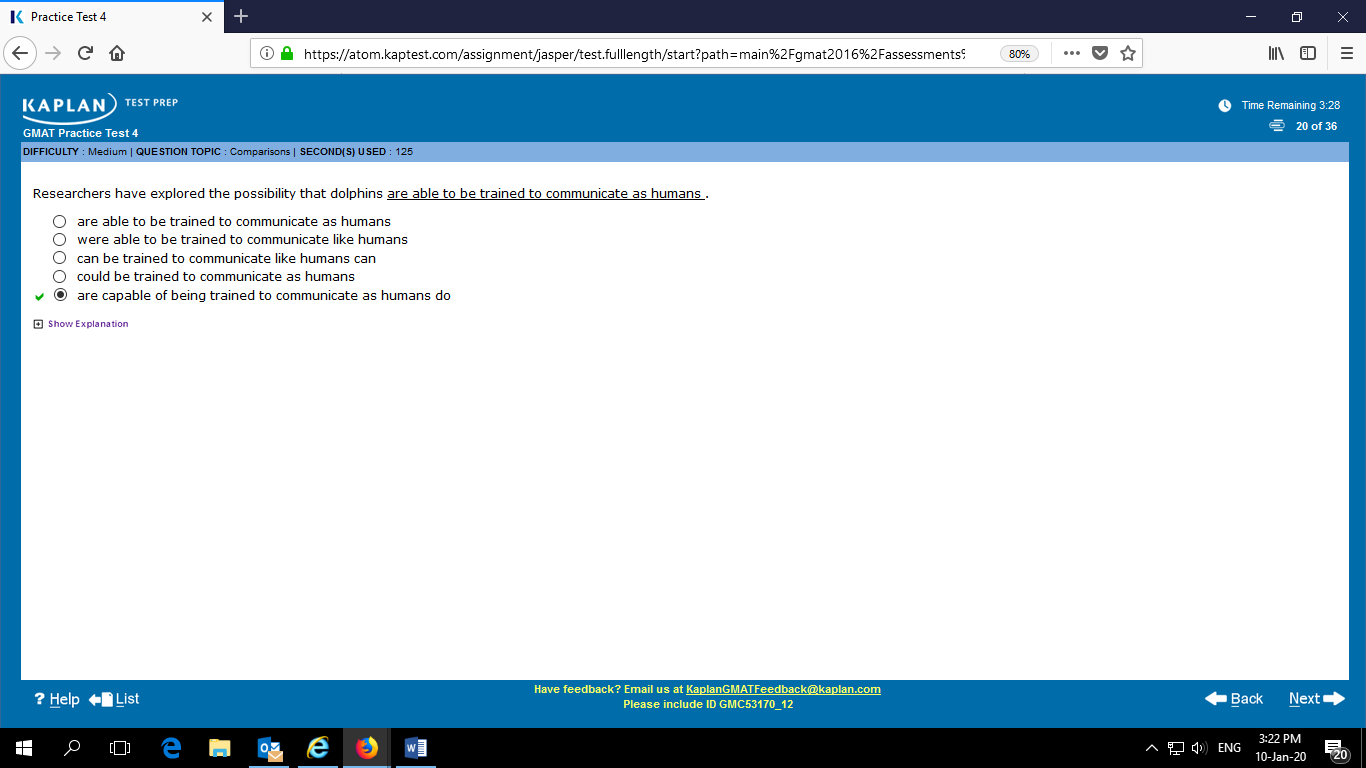 Practice Test 4
https://atom.kaptest.com/assignment/jasper/test.fulllength/start?path=main%2Fgmat2016%2Fassessments%
80%
KAPLAN TEST PREP
Time Remaining 3:28
GMAT Practice Test 4
20 of 36
DIFFICULTY : Medium | QUESTION TOPIC : Comparisons | SECOND(S) USED : 125
Researchers have explored the possibility that dolphins are able to be trained to communicate as humans .
are able to be trained to communicate as humans
were able to be trained to communicate like humans
can be trained to communicate like humans can
could be trained to communicate as humans
are capable of being trained to communicate as humans do
Show Explanation
? Help List
Have feedback? Email us at KaplanGMATFeedback@kaplan.com
Please include ID GMC53170_12
Back Next
ENG
3:22 PM
10-Jan-20
20